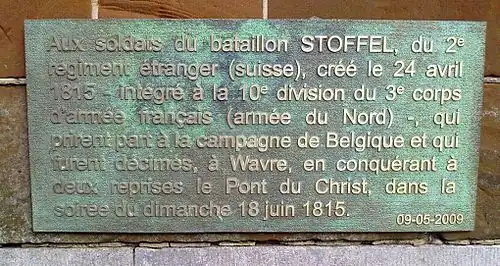 Aux soldats du bataillon STOFFEL, du 2e
régiment étranger (suisse), créé le 24 avril
1815 - Intégré à la 10e division du 3e corps
d'armée français (armée du Nord) -, qui
prirent part à la campagne de Belgique et qui
furent décimés, à Wavre, en conquérant à
deux reprises le Pont du Christ, dans la
soirée du dimanche 18 juin 1815.
09-05-2009